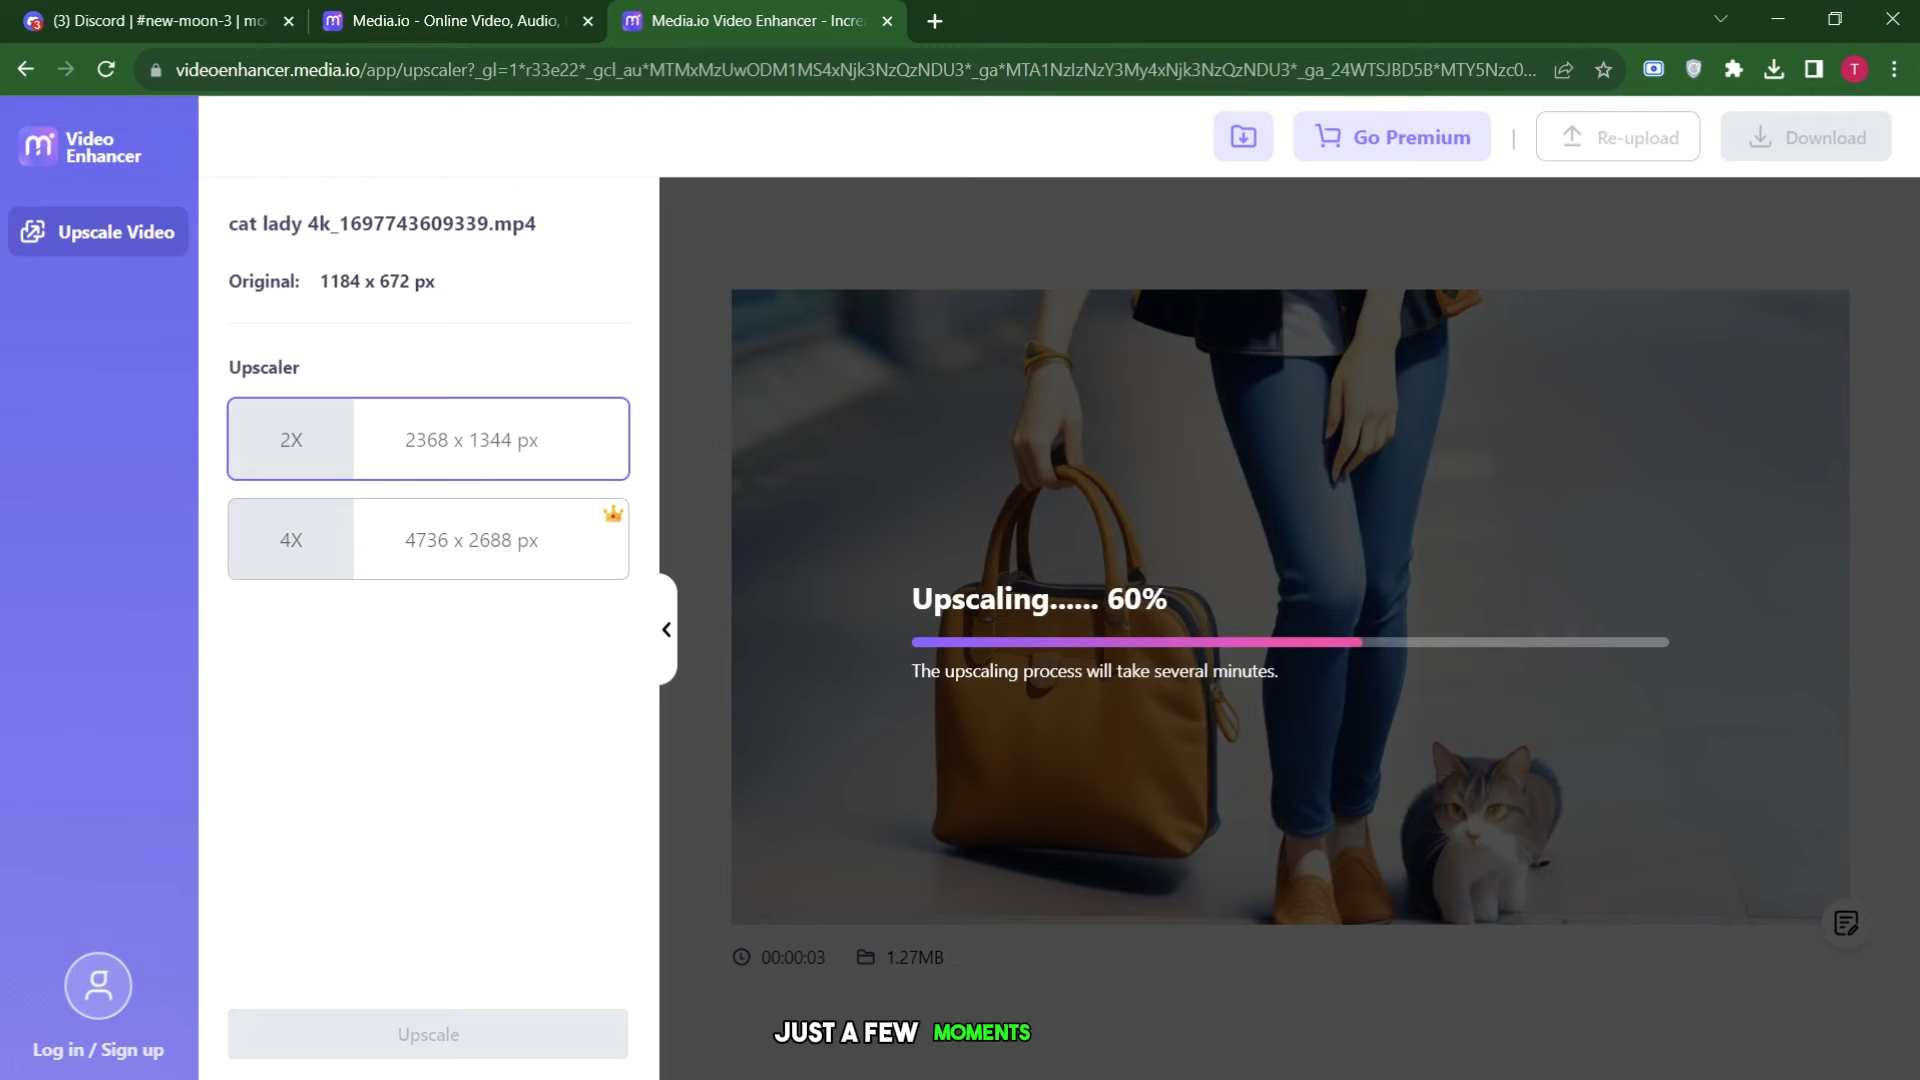 (3) Discord | #new-moon-3 | mo
Media.io - Online Video, Audio,
Media.io Video Enhancer - Incre
videoenhancer.media.io/app/upscaler?_gl=1*r33e22*_gcl_au*MTMxMzUwODM1MS4xNjk3NzQzNDU3*_ga*MTA1NzIzNzY3My4xNjk3NzQzNDU3*_ga_24WTSJBD5B*MTY5Nzc0...
T
m Video
Enhancer
Go Premium
Re-upload
Download
Upscale Video
cat lady 4k_1697743609339.mp4
Original: 1184 x 672 px
Upscaler
2X 2368 x 1344 px
4X 4736 x 2688 px
Upscaling...... 60%
The upscaling process will take several minutes.
00:00:03 1.27MB
Upscale
Log in / Sign up
JUST A FEW MOMENTS